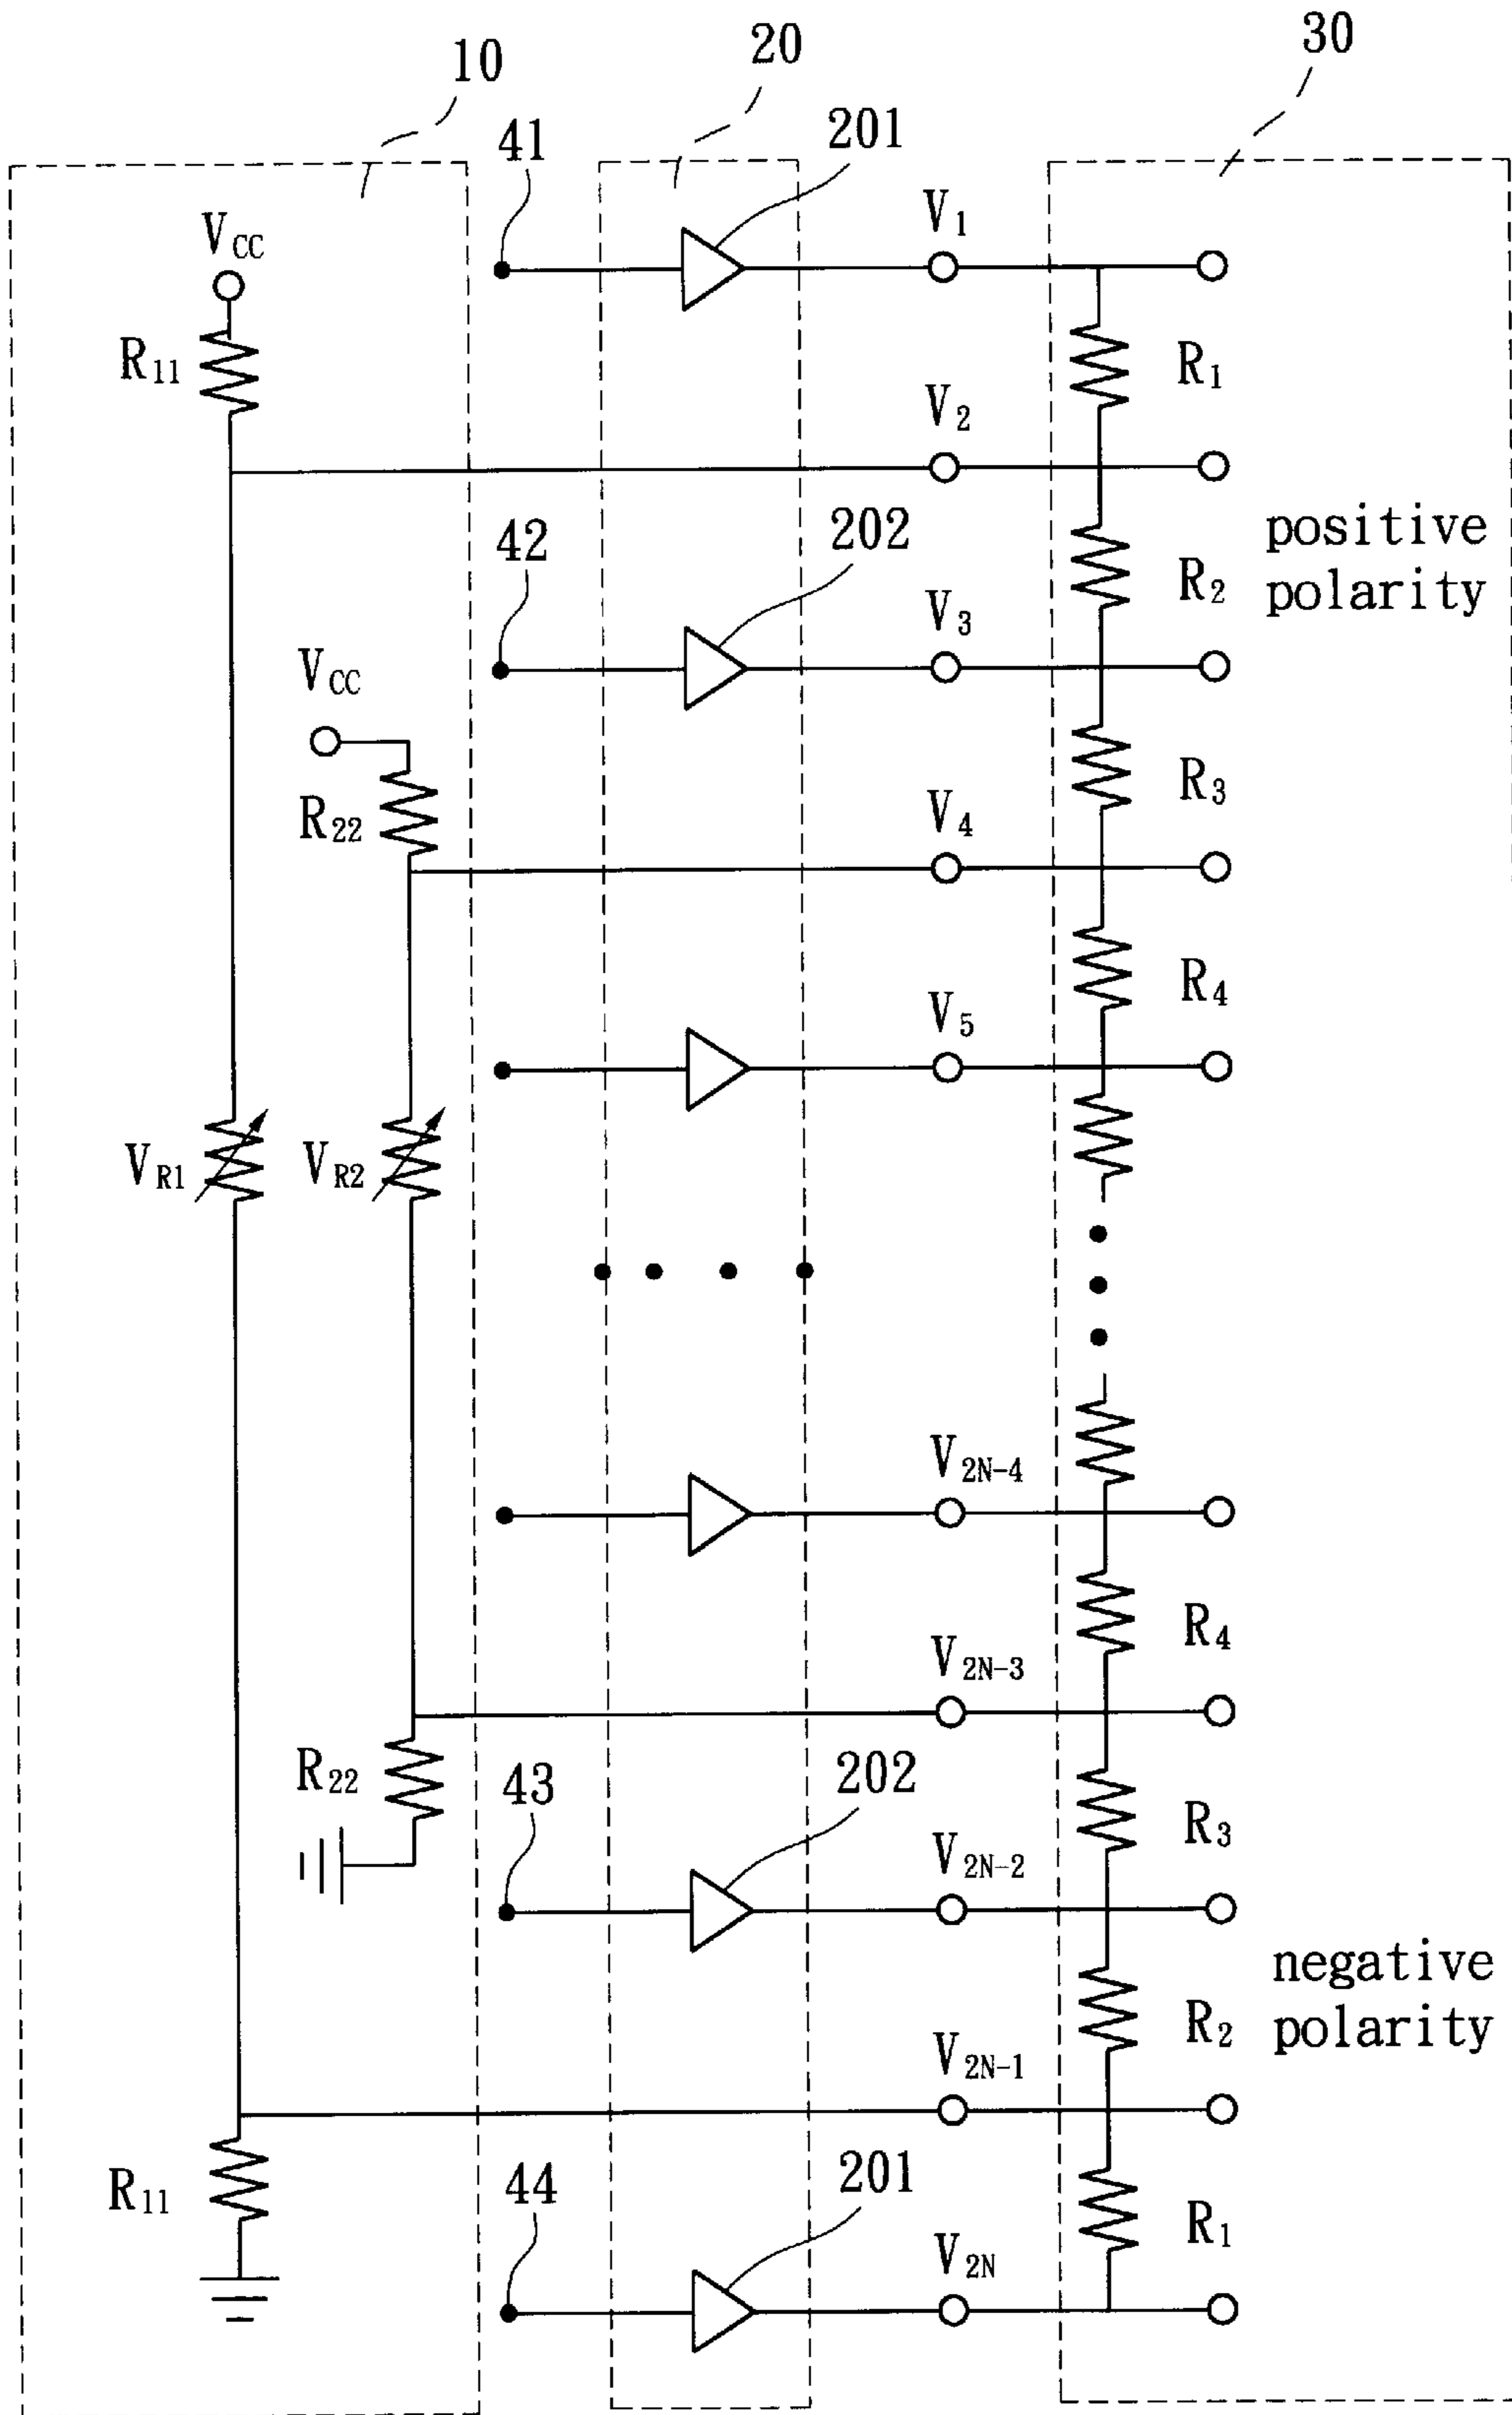 10
20
30
41
201
V1
VCC
R11
R1
V2
42
202
positive
polarity
R2
V3
VCC
R22
R3
V4
R4
V5
VR1
VR2
V2N-4
R4
V2N-3
R22
43
202
R3
V2N-2
negative
polarity
R2
V2N-1
R11
44
201
R1
V2N